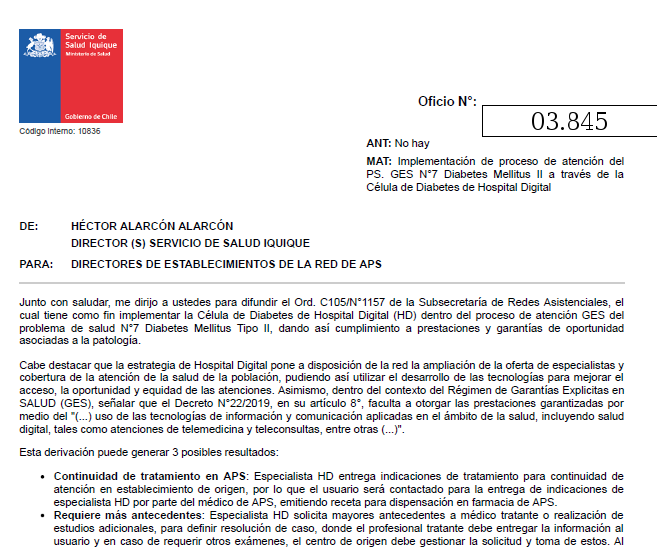 Servicio de
Salud Iquique
Ministerio de Salud
Gobierno de Chile
Código Interno: 10836
Oficio N°:
03.845
ANT: No hay
MAT: Implementación de proceso de atención del
PS. GES N°7 Diabetes Mellitus II a través de la
Célula de Diabetes de Hospital Digital
DE: HÉCTOR ALARCÓN ALARCÓN
DIRECTOR (S) SERVICIO DE SALUD IQUIQUE
PARA: DIRECTORES DE ESTABLECIMIENTOS DE LA RED DE APS
Junto con saludar, me dirijo a ustedes para difundir el Ord. C105/N°1157 de la Subsecretaría de Redes Asistenciales, el
cual tiene como fin implementar la Célula de Diabetes de Hospital Digital (HD) dentro del proceso de atención GES del
problema de salud N°7 Diabetes Mellitus Tipo II, dando así cumplimiento a prestaciones y garantías de oportunidad
asociadas a la patología.
Cabe destacar que la estrategia de Hospital Digital pone a disposición de la red la ampliación de la oferta de especialistas y
cobertura de la atención de la salud de la población, pudiendo así utilizar el desarrollo de las tecnologías para mejorar el
acceso, la oportunidad y equidad de las atenciones. Asimismo, dentro del contexto del Régimen de Garantías Explicitas en
SALUD (GES), señalar que el Decreto N°22/2019, en su artículo 8°, faculta a otorgar las prestaciones garantizadas por
medio del "(...) uso de las tecnologías de información y comunicación aplicadas en el ámbito de la salud, incluyendo salud
digital, tales como atenciones de telemedicina y teleconsultas, entre otras (...)".
Esta derivación puede generar 3 posibles resultados:
• Continuidad de tratamiento en APS: Especialista HD entrega indicaciones de tratamiento para continuidad de
atención en establecimiento de origen, por lo que el usuario será contactado para la entrega de indicaciones de
especialista HD por parte del médico de APS, emitiendo receta para dispensación en farmacia de APS.
• Requiere más antecedentes: Especialista HD solicita mayores antecedentes a médico tratante o realización de
estudios adicionales, para definir resolución de caso, donde el profesional tratante debe entregar la información al
usuario y en caso de requerir otros exámenes, el centro de origen debe gestionar la solicitud y toma de estos. Al